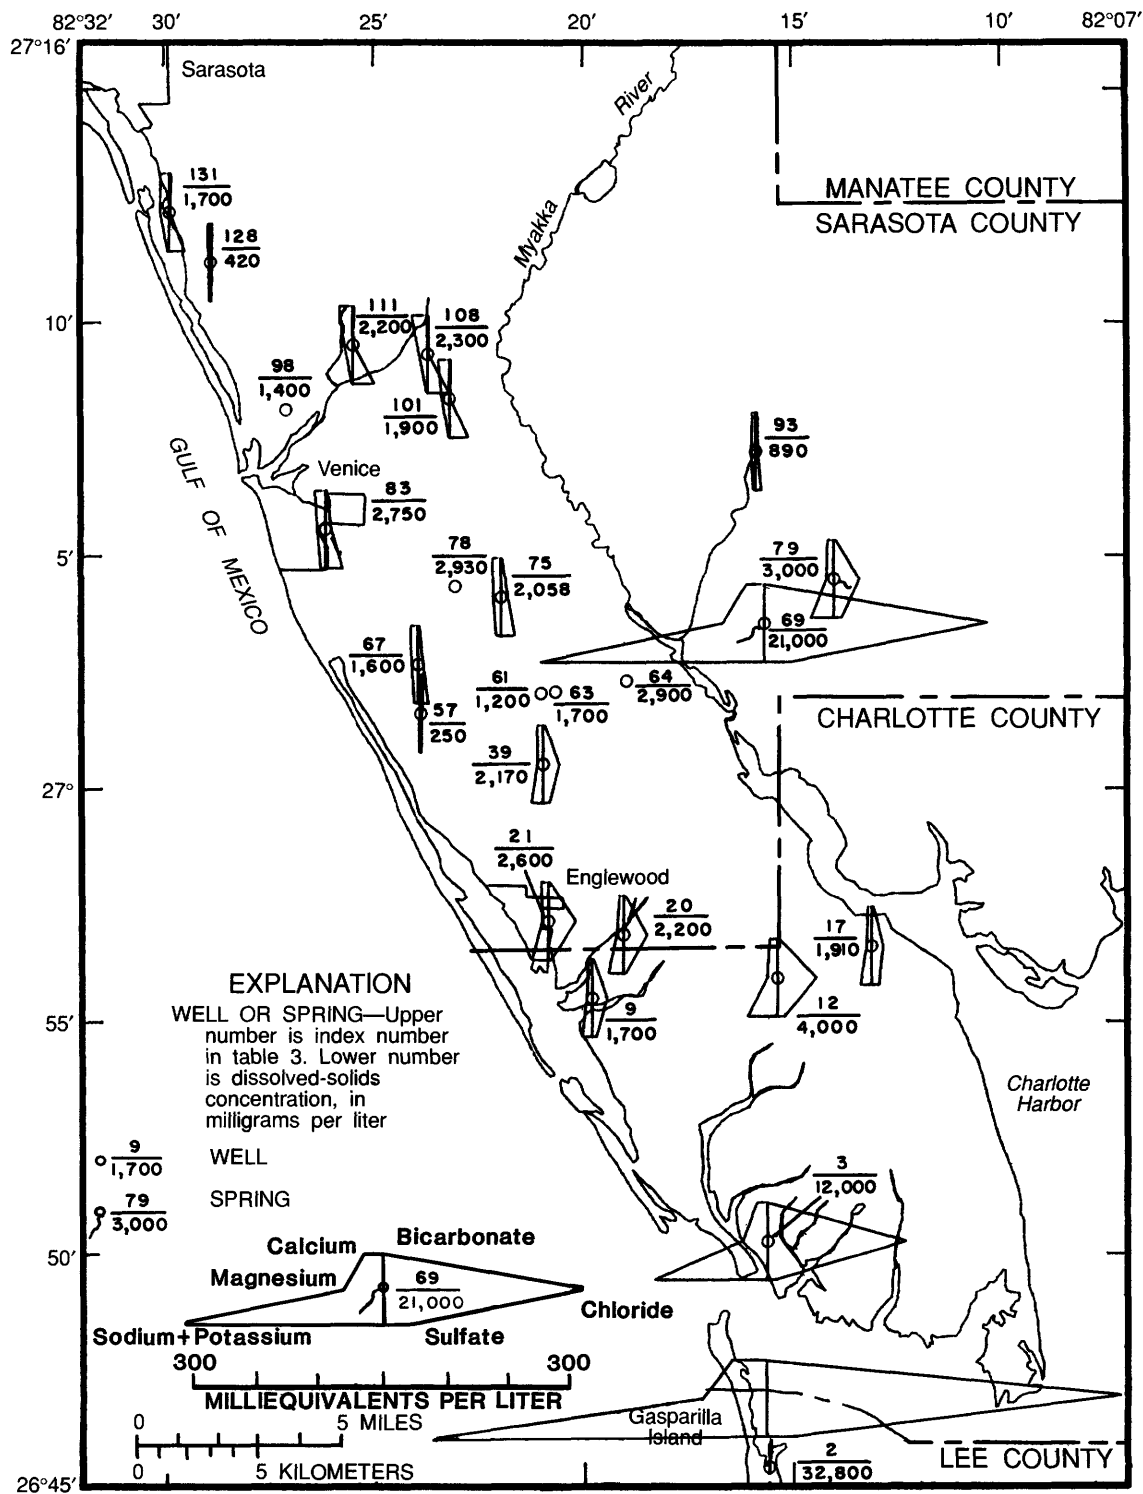 82°32′ 30′ 25′ 20′ 15′ 10′ 82°07′
27°16′
Sarasota
River
Myakka
MANATEE COUNTY
SARASOTA COUNTY
131
1,700
128
420
10′
111
2,200
108
2,300
98
1,400
101
1,900
93
890
GULF OF MEXICO
Venice
83
2,750
5′
78
2,930
75
2,058
79
3,000
69
21,000
67
1,600
61
1,200
63
1,700
64
2,900
57
250
CHARLOTTE COUNTY
39
2,170
27°
21
2,600
Englewood
20
2,200
17
1,910
12
4,000
9
1,700
EXPLANATION
WELL OR SPRING—Upper
number is index number
in table 3. Lower number
is dissolved-solids
concentration, in
milligrams per liter
55′
Charlotte
Harbor
9
1,700
WELL
79
3,000
SPRING
3
12,000
50′
Calcium
Bicarbonate
Magnesium
69
21,000
Chloride
Sodium+Potassium
Sulfate
300 300
MILLIEQUIVALENTS PER LITER
0 5 MILES
0 5 KILOMETERS
Gasparilla
Island
LEE COUNTY
2
32,800
26°45′